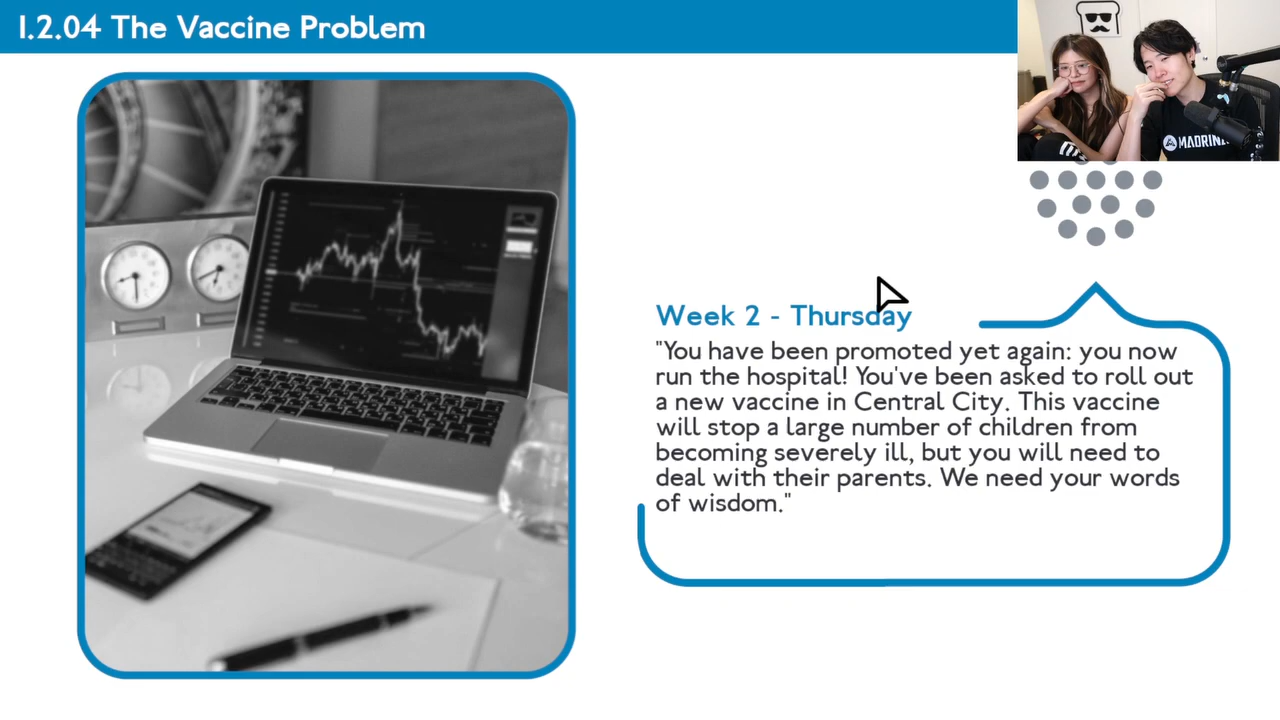 1.2.04 The Vaccine Problem
MADRIN
Week 2 - Thursday
"You have been promoted yet again: you now
run the hospital! You've been asked to roll out
a new vaccine in Central City. This vaccine
will stop a large number of children from
becoming severely ill, but you will need to
deal with their parents. We need your words
of wisdom."